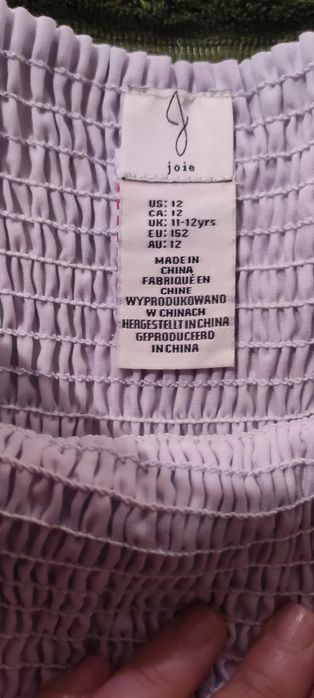 J
joie
US: 12
CA: 12
UK: 11-12yrs
EU: 152
AU: 12
MADE IN
CHINA
FABRIQUÉ EN
CHINE
WYPRODUKOWANO
W CHINACH
HERGESTELLT IN CHINA
GEPRODUCEERD
IN CHINA